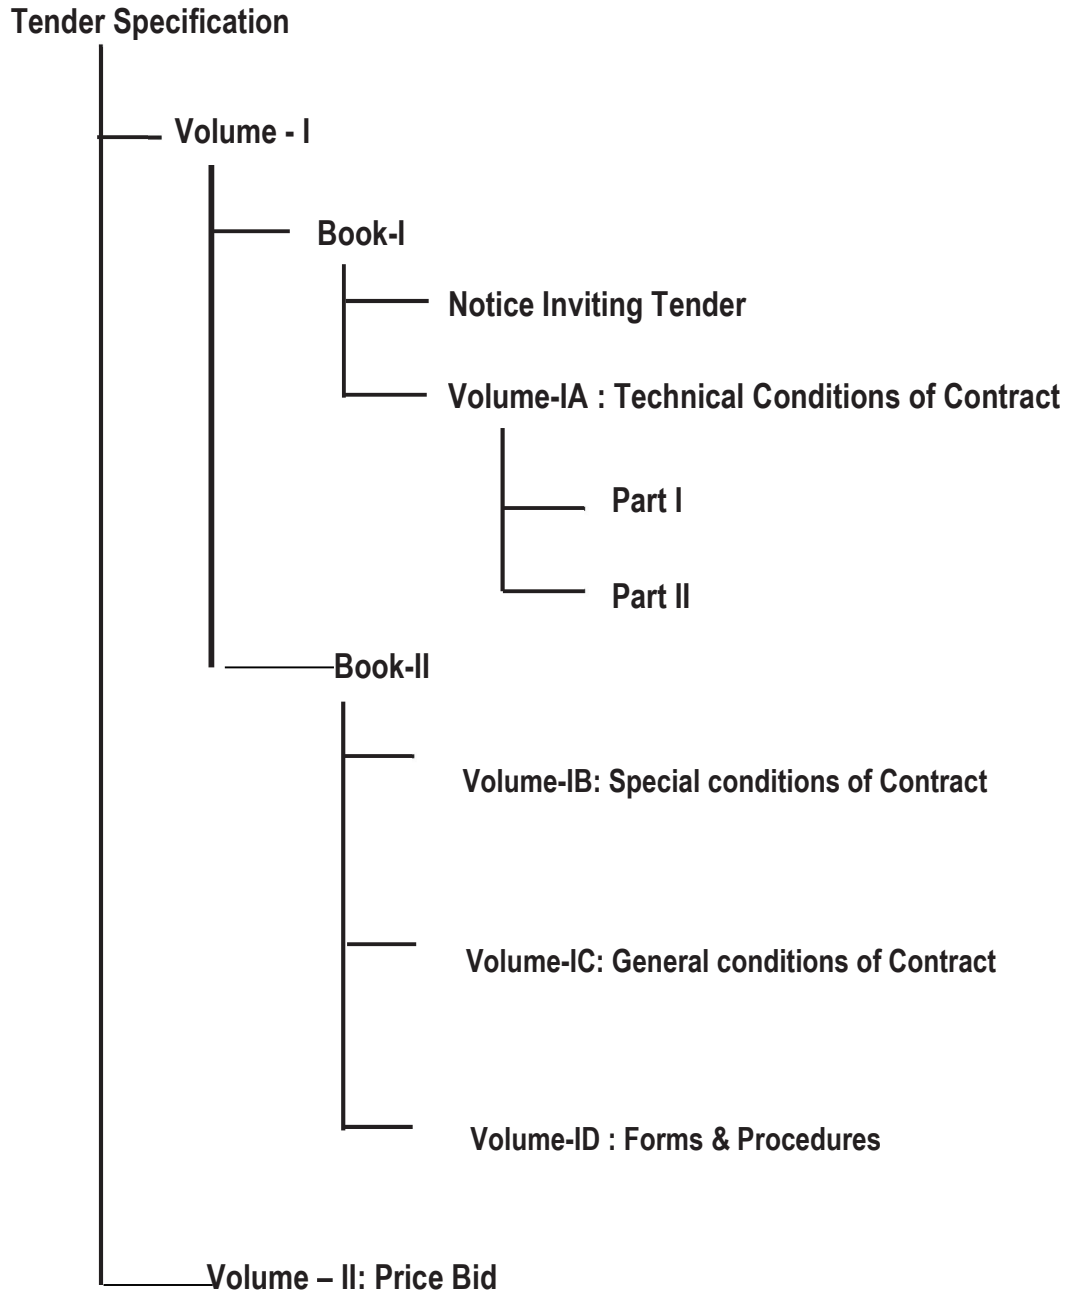 Tender Specification
Volume - I
Book-I
Notice Inviting Tender
Volume-IA : Technical Conditions of Contract
Part I
Part II
Book-II
Volume-IB: Special conditions of Contract
Volume-IC: General conditions of Contract
Volume-ID : Forms & Procedures
Volume – II: Price Bid